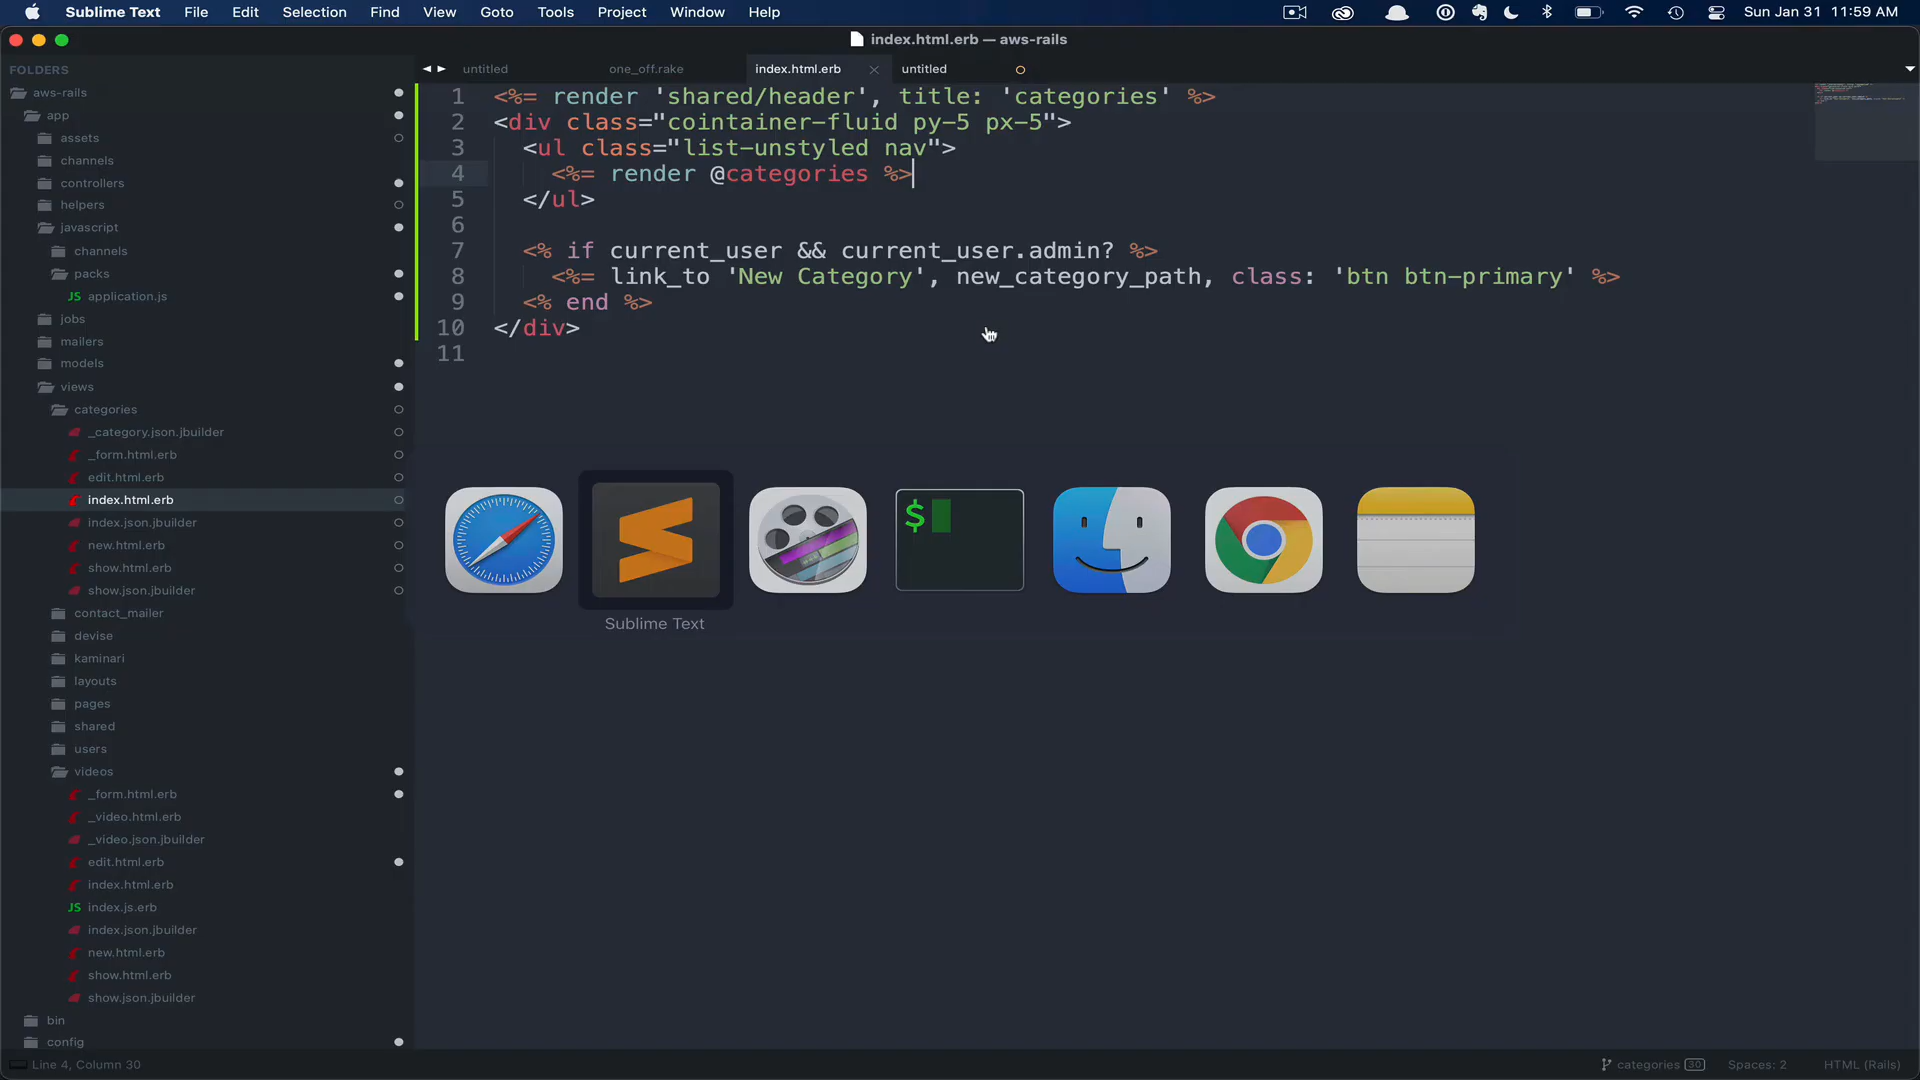 Sublime Text File Edit Selection Find View Goto Tools Project Window Help Sun Jan 31 11:59 AM
index.html.erb — aws-rails
FOLDERS
aws-rails
app
assets
channels
controllers
helpers
javascript
channels
packs
JS application.js
jobs
mailers
models
views
categories
_category.json.jbuilder
_form.html.erb
edit.html.erb
index.html.erb
index.json.jbuilder
new.html.erb
show.html.erb
show.json.jbuilder
contact_mailer
devise
kaminari
layouts
pages
shared
users
videos
_form.html.erb
_video.html.erb
_video.json.jbuilder
edit.html.erb
index.html.erb
JS index.js.erb
index.json.jbuilder
new.html.erb
show.html.erb
show.json.jbuilder
bin
config
untitled one_off.rake index.html.erb untitled
1 <%= render 'shared/header', title: 'categories' %>
2 <div class="cointainer-fluid py-5 px-5">
3 <ul class="list-unstyled nav">
4 <%= render @categories %>
5 </ul>
6
7 <% if current_user && current_user.admin? %>
8 <%= link_to 'New Category', new_category_path, class: 'btn btn-primary' %>
9 <% end %>
10 </div>
11
$
Sublime Text
Line 4, Column 30 categories 30 Spaces: 2 HTML (Rails)